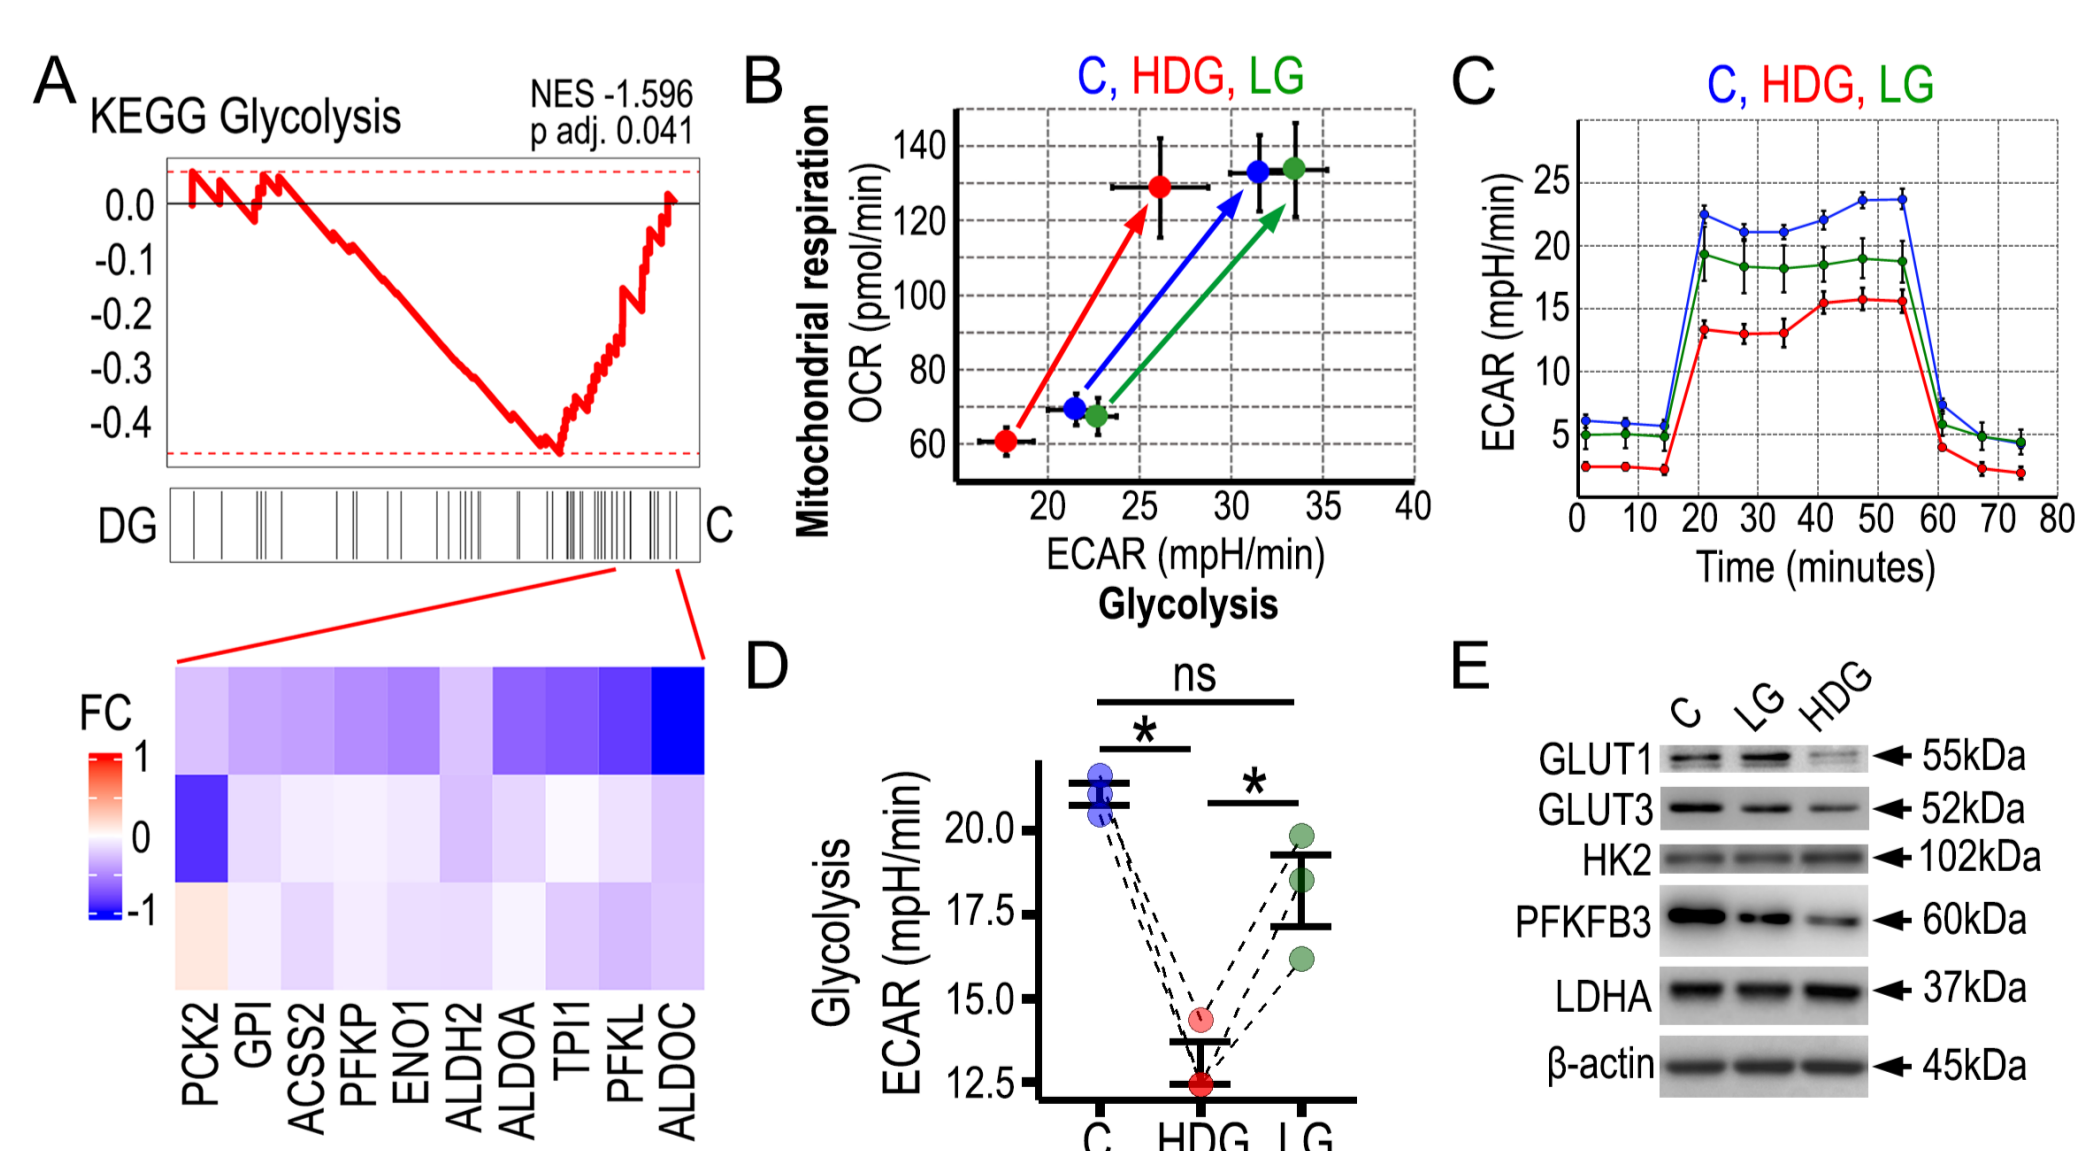 A
KEGG Glycolysis
NES -1.596
p adj. 0.041
0.0
-0.1
-0.2
-0.3
-0.4
DG
C
FC
1
0
-1
PCK2
GPI
ACSS2
PFKP
ENO1
ALDH2
ALDOA
TPI1
PFKL
ALDOC
B
C, HDG, LG
Mitochondrial respiration
OCR (pmol/min)
140
120
100
80
60
20 25 30 35 40
ECAR (mpH/min)
Glycolysis
C
C, HDG, LG
ECAR (mpH/min)
25
20
15
10
5
0 10 20 30 40 50 60 70 80
Time (minutes)
D
ns
*
*
Glycolysis
ECAR (mpH/min)
20.0
17.5
15.0
12.5
C HDG LG
E
C LG HDG
GLUT1 55kDa
GLUT3 52kDa
HK2 102kDa
PFKFB3 60kDa
LDHA 37kDa
β-actin 45kDa